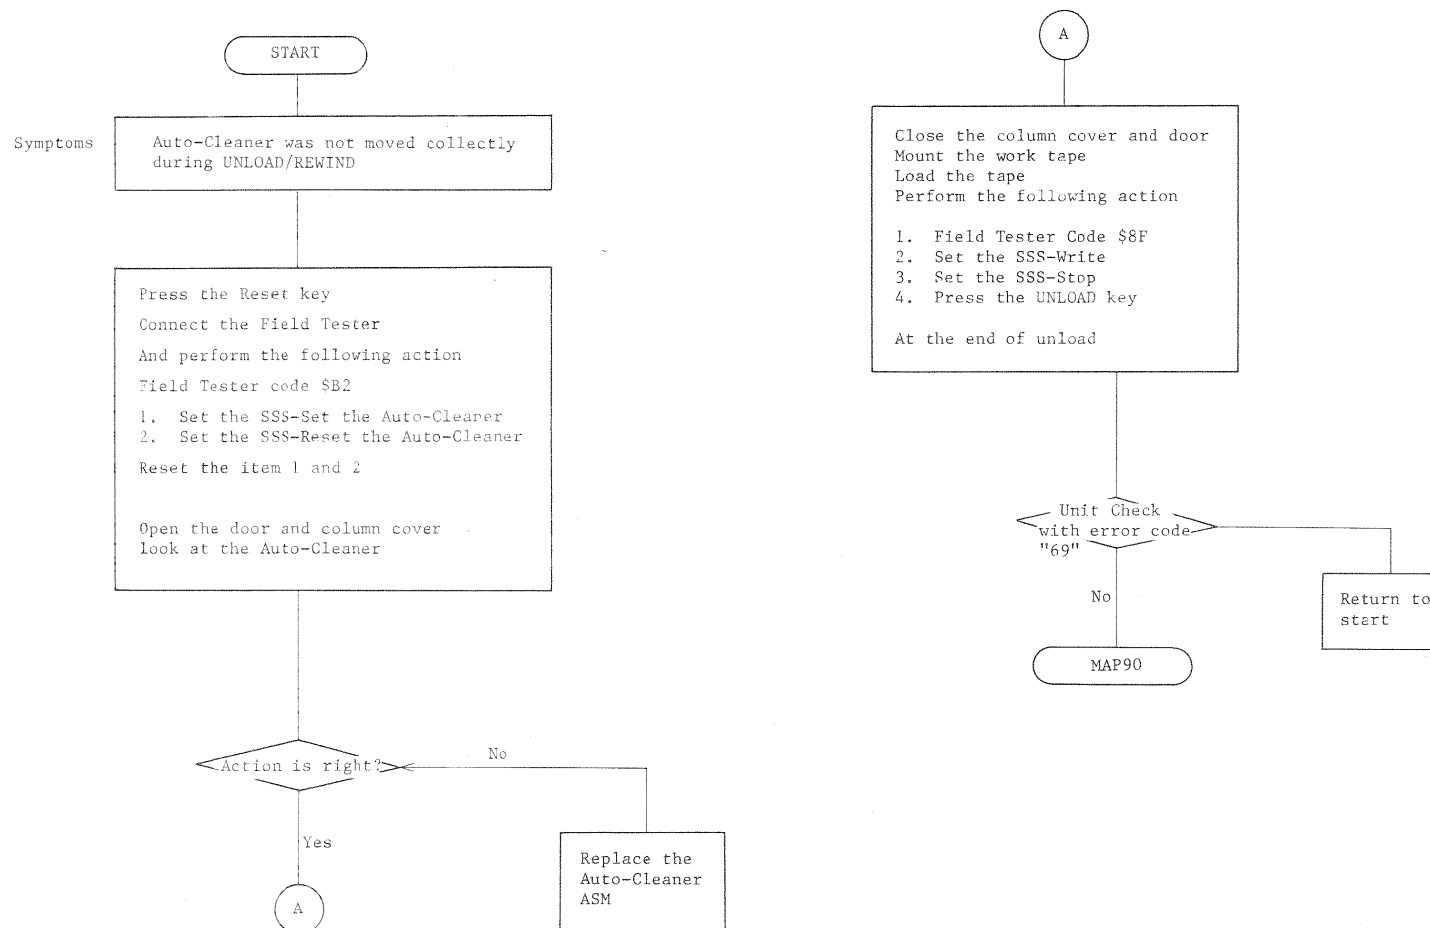 START
Symptoms
Auto-Cleaner was not moved collectly
during UNLOAD/REWIND
Press the Reset key
Connect the Field Tester
And perform the following action
Field Tester code $B2
1. Set the SSS-Set the Auto-Cleaner
2. Set the SSS-Reset the Auto-Cleaner
Reset the item 1 and 2
Open the door and column cover
look at the Auto-Cleaner
Action is right?
No
Yes
Replace the
Auto-Cleaner
ASM
A
A
Close the column cover and door
Mount the work tape
Load the tape
Perform the following action
1. Field Tester Code $8F
2. Set the SSS-Write
3. Set the SSS-Stop
4. Press the UNLOAD key
At the end of unload
Unit Check
with error code
"69"
No
Return to
start
MAP90